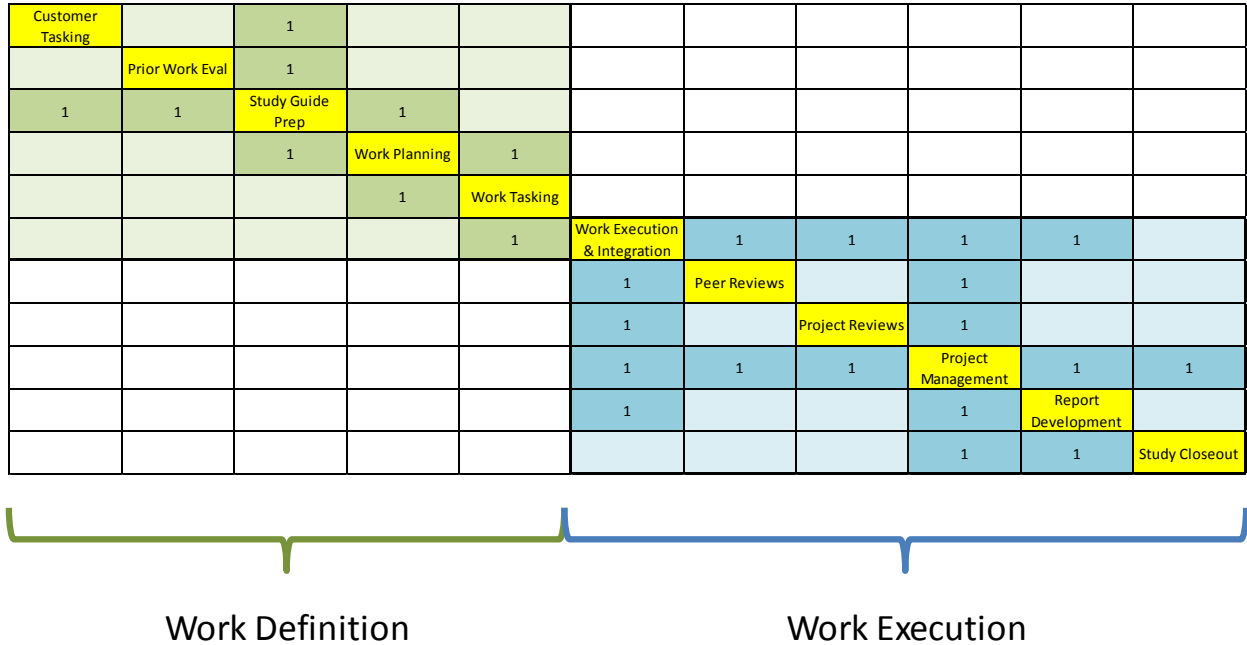 Customer
Tasking 1
Prior Work Eval 1
1 1 Study Guide
Prep 1
1 Work Planning 1
1 Work Tasking
1 Work Execution
& Integration 1 1 1 1
1 Peer Reviews 1
1 Project Reviews 1
1 1 1 Project
Management 1 1
1 1 Report
Development
1 1 Study Closeout
Work Definition Work Execution